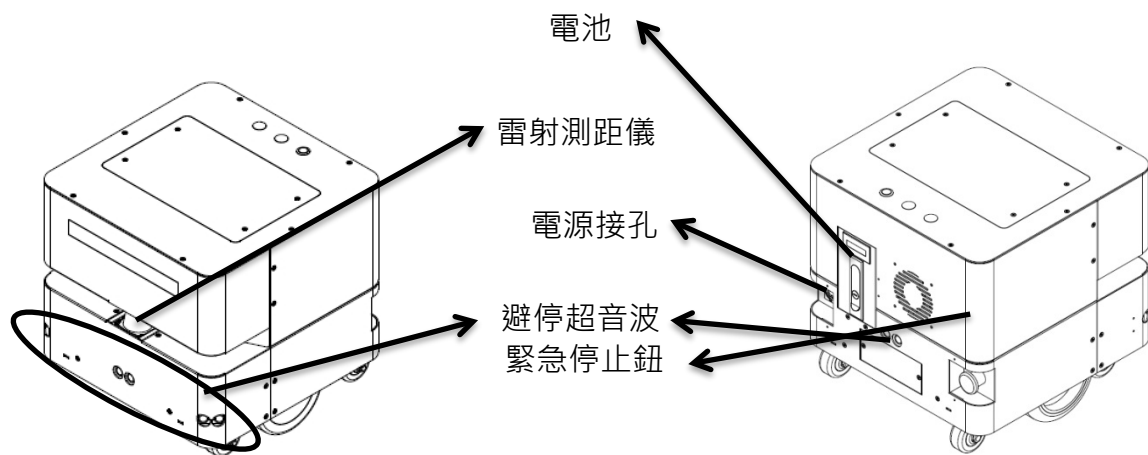 電池
雷射測距儀
電源接孔
避停超音波
緊急停止鈕